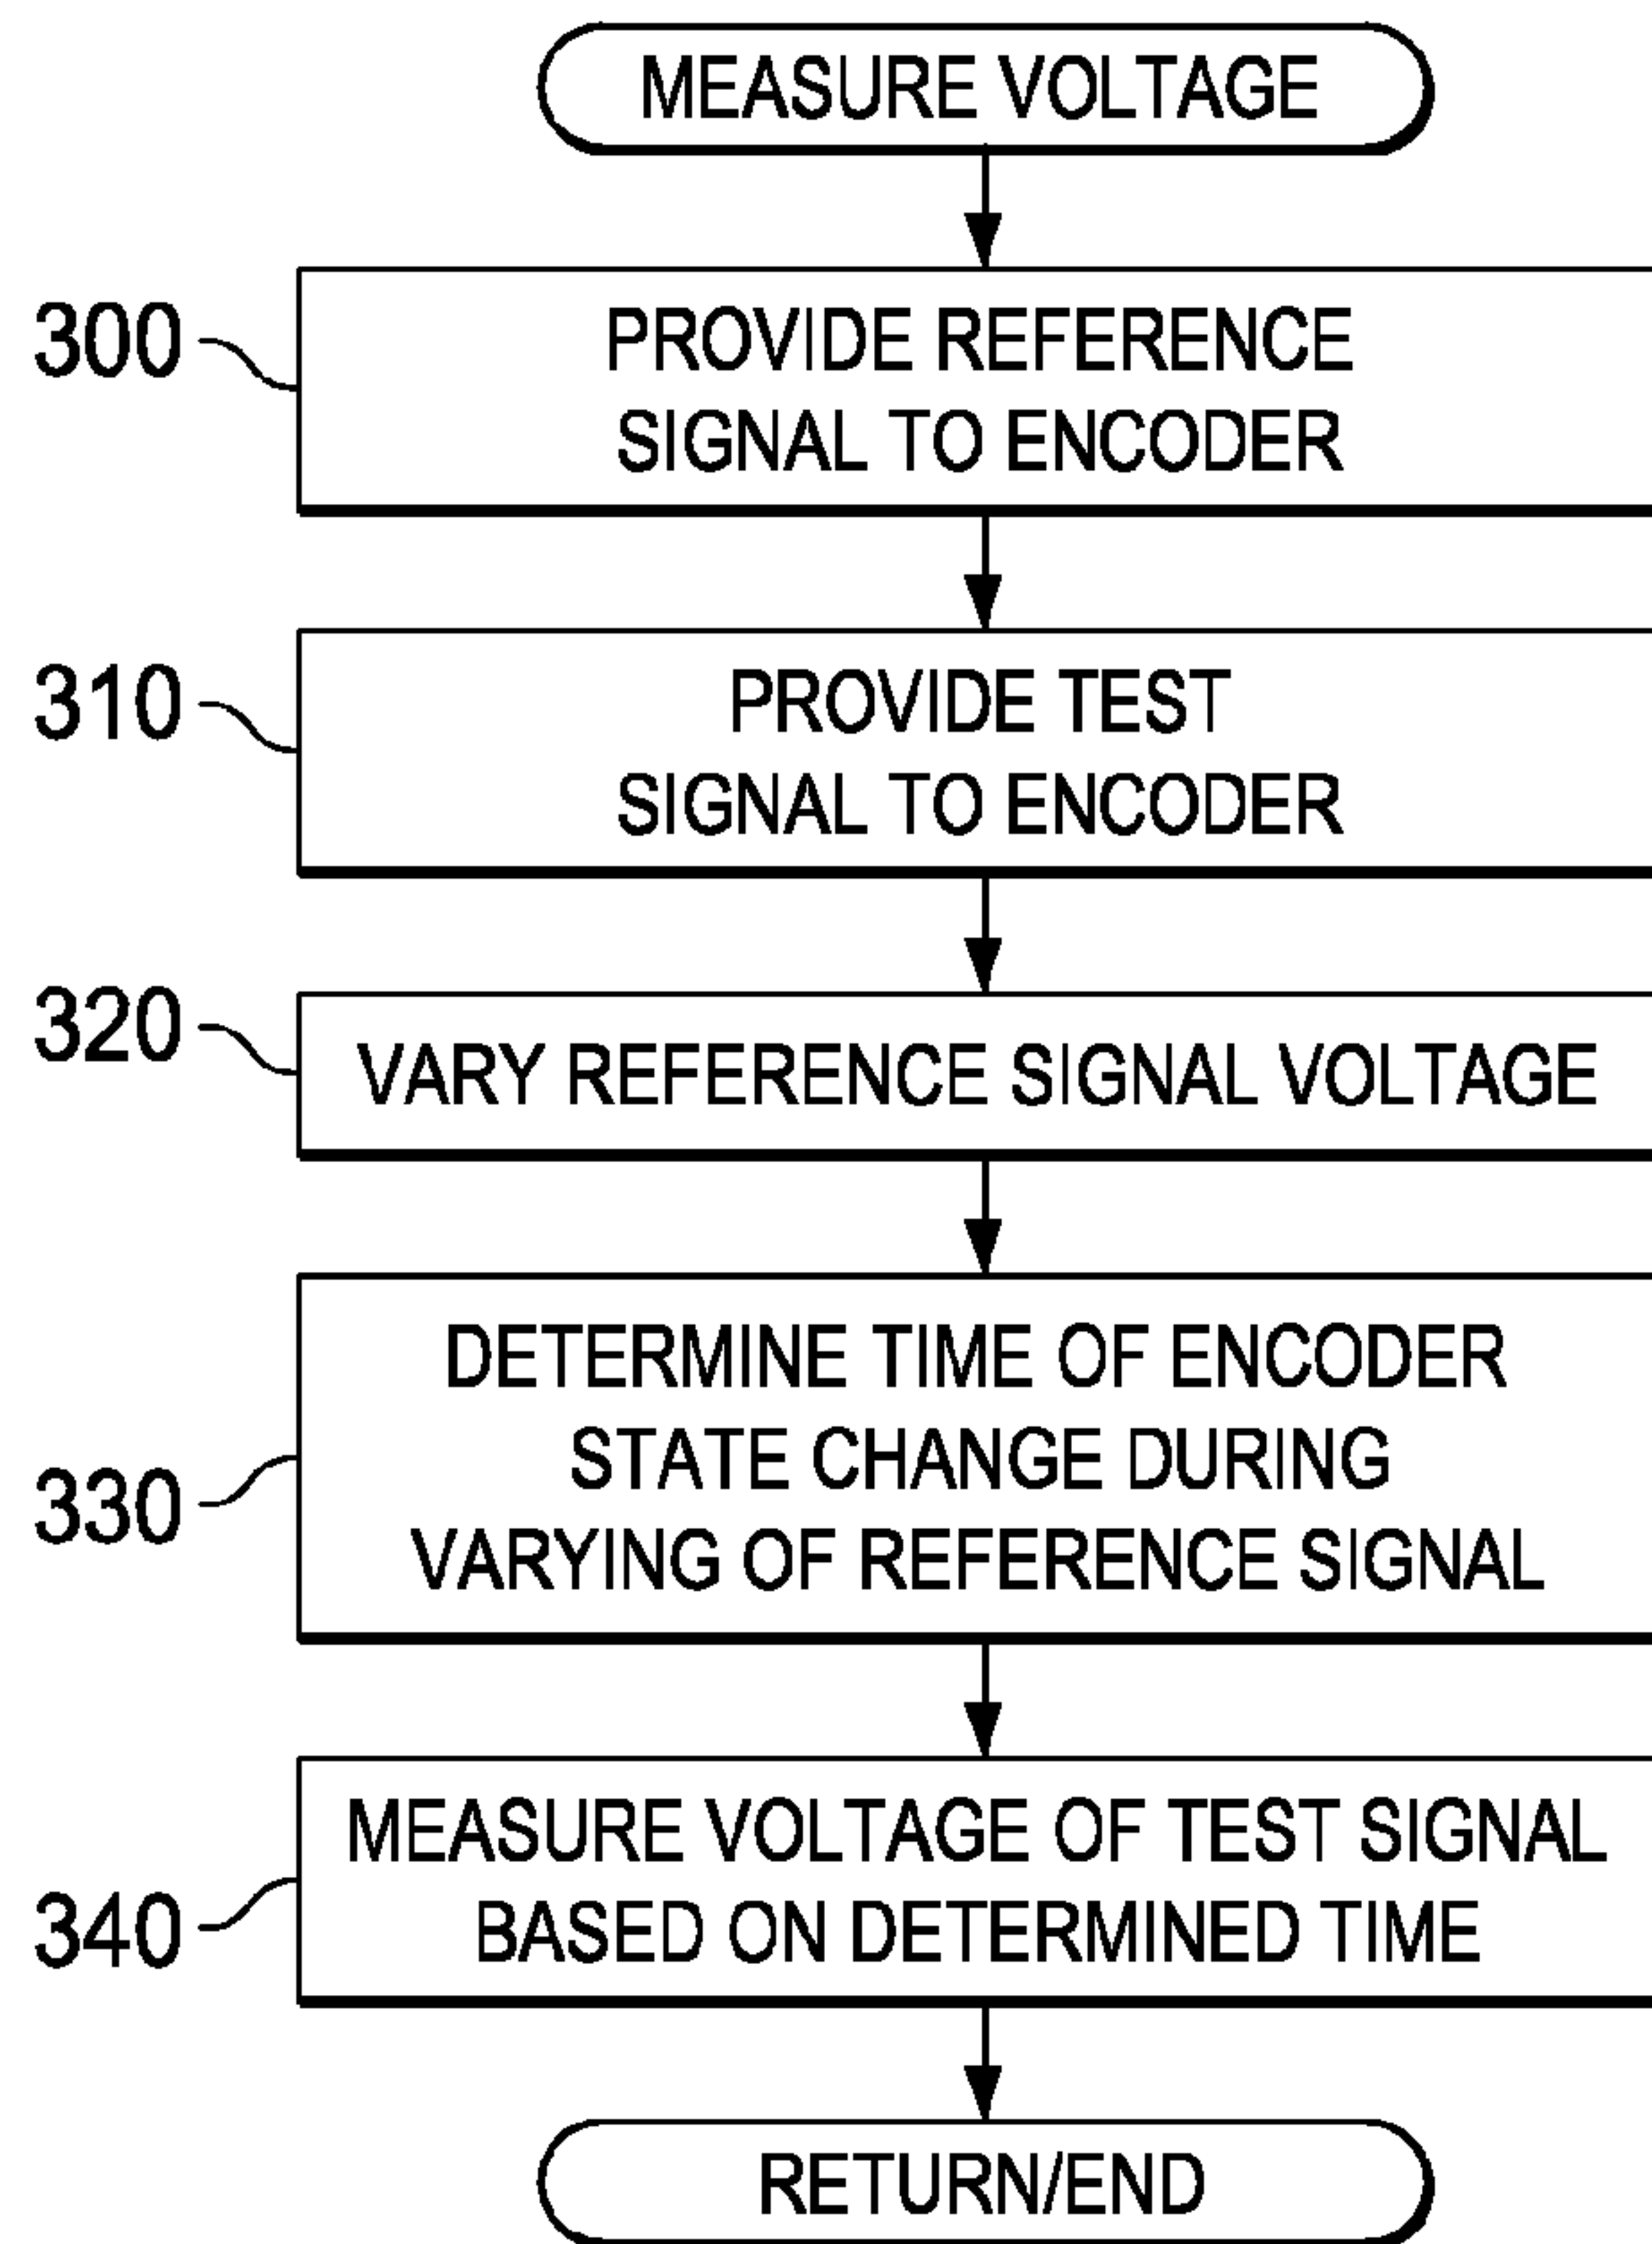 MEASURE VOLTAGE
300
PROVIDE REFERENCE
SIGNAL TO ENCODER
310
PROVIDE TEST
SIGNAL TO ENCODER
320
VARY REFERENCE SIGNAL VOLTAGE
330
DETERMINE TIME OF ENCODER
STATE CHANGE DURING
VARYING OF REFERENCE SIGNAL
340
MEASURE VOLTAGE OF TEST SIGNAL
BASED ON DETERMINED TIME
RETURN/END